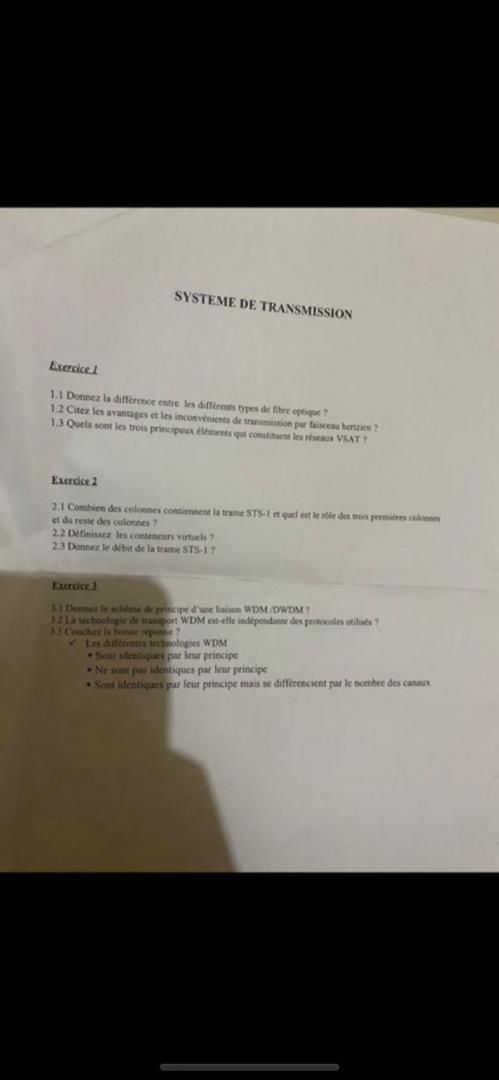 SYSTEME DE TRANSMISSION
Exercice 1
1.1 Donnez la différence entre les différents types de fibre optique ?
1.2 Citez les avantages et les inconvénients de transmission par faisceau hertzien ?
1.3 Quels sont les trois principaux éléments qui constituent les réseaux VSAT ?
Exercice 2
2.1 Combien des colonnes contiennent la trame STS-1 et quel est le rôle des trois premières colonnes
et du reste des colonnes ?
2.2 Définissez les conteneurs virtuels ?
2.3 Donnez le débit de la trame STS-1 ?
Exercice 3
3.1 Donnez le schéma de principe d'une liaison WDM /DWDM ?
3.2 La technologie de transport WDM est-elle indépendante des protocoles utilisés ?
3.3 Couchez la bonne réponse ?
✓ Les différentes technologies WDM
• Sont identiques par leur principe
• Ne sont pas identiques par leur principe
• Sont identiques par leur principe mais se différencient par le nombre des canaux